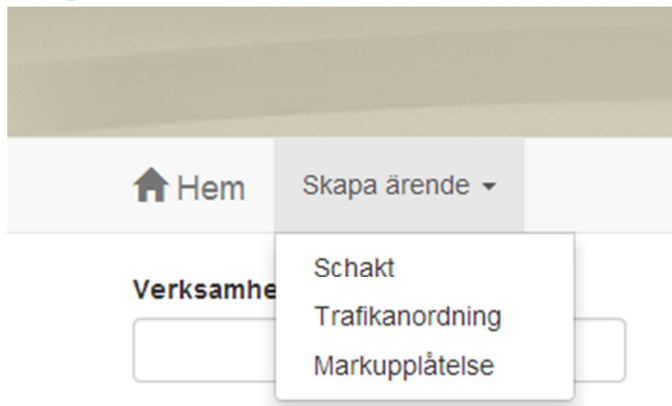 Hem Skapa ärende
Schakt
Verksamhe
Trafikanordning
Markupplåtelse